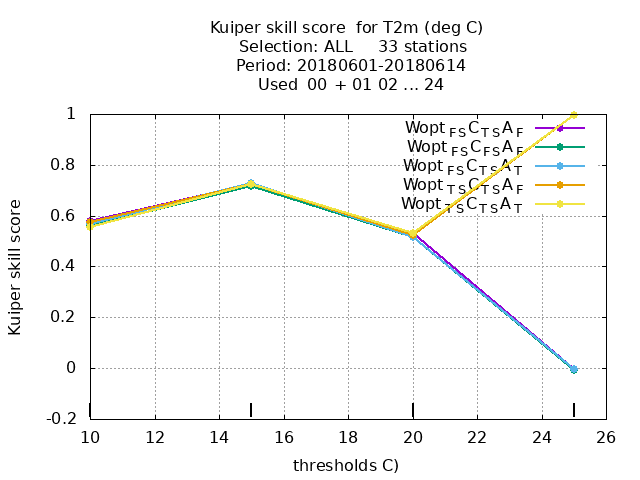 Kuiper skill score for T2m (deg C)
Selection: ALL 33 stations
Period: 20180601-20180614
Used 00 + 01 02 ... 24
Wopt FS C TS A F
Wopt FS C FS A F
Wopt FS C TS A T
Wopt TS C TS A F
Wopt TS C TS A T
1
0.8
0.6
0.4
0.2
0
-0.2
Kuiper skill score
10 12 14 16 18 20 22 24 26
thresholds C)